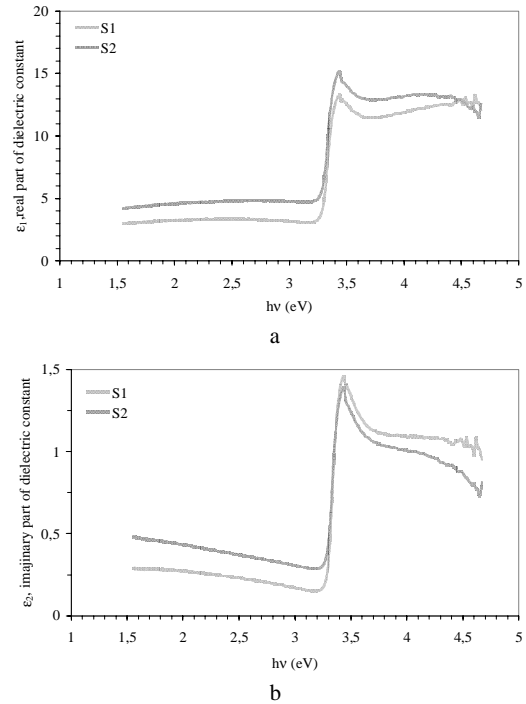 S1
S2
ε₁,real part of dielectric constant
20
15
10
5
0
1 1,5 2 2,5 3 3,5 4 4,5 5
hν (eV)
a
S1
S2
ε₂, imajinary part of dielectric constant
1,5
1
0,5
0
1 1,5 2 2,5 3 3,5 4 4,5 5
hν (eV)
b